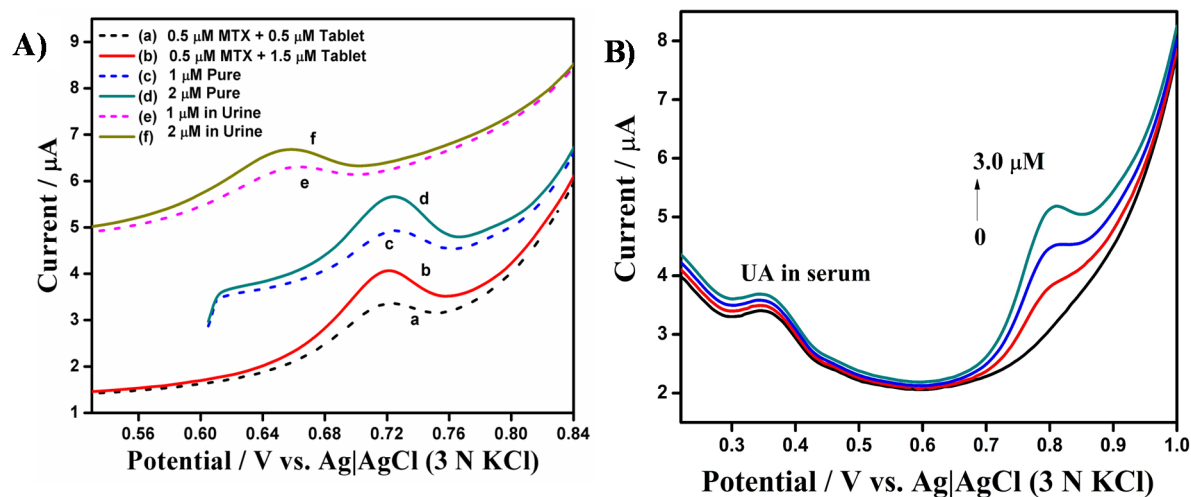 A)
(a) 0.5 μM MTX + 0.5 μM Tablet
(b) 0.5 μM MTX + 1.5 μM Tablet
(c) 1 μM Pure
(d) 2 μM Pure
(e) 1 μM in Urine
(f) 2 μM in Urine
f
e
d
c
b
a
9
8
7
6
5
4
3
2
1
0.56 0.60 0.64 0.68 0.72 0.76 0.80 0.84
Current / μA
Potential / V vs. Ag|AgCl (3 N KCl)
B)
3.0 μM
0
UA in serum
8
7
6
5
4
3
2
0.3 0.4 0.5 0.6 0.7 0.8 0.9 1.0
Current / μA
Potential / V vs. Ag|AgCl (3 N KCl)